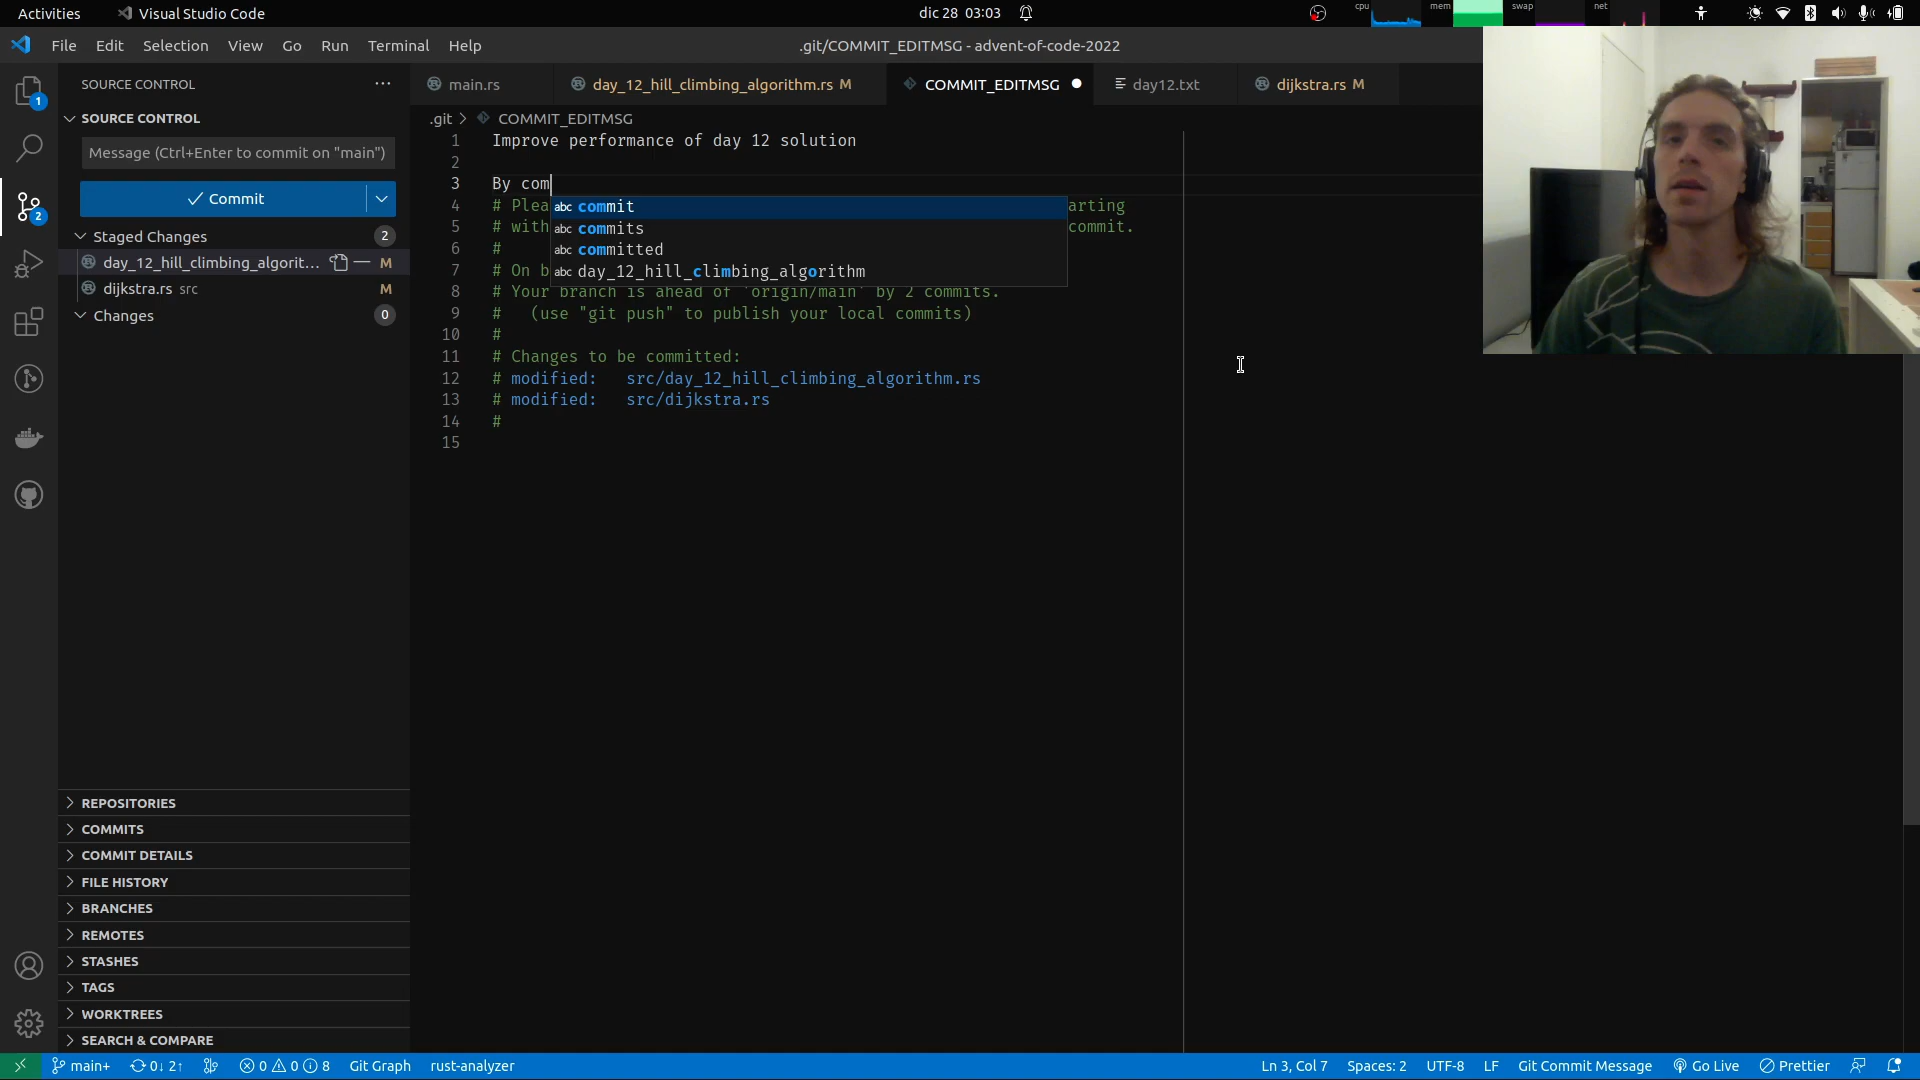 Activities
Visual Studio Code
dic 28 03:03
cpu
mem
swap
net
File Edit Selection View Go Run Terminal Help
.git/COMMIT_EDITMSG - advent-of-code-2022
SOURCE CONTROL
main.rs
day_12_hill_climbing_algorithm.rs M
COMMIT_EDITMSG
day12.txt
dijkstra.rs M
SOURCE CONTROL
.git > COMMIT_EDITMSG
Message (Ctrl+Enter to commit on "main")
Commit
Staged Changes 2
day_12_hill_climbing_algorit... M
dijkstra.rs src M
Changes 0
1 Improve performance of day 12 solution
2
3 By com
4 # Plea
arting
5 # with
commit.
6 #
7 # On b
8 # Your branch is ahead of 'origin/main' by 2 commits.
9 #   (use "git push" to publish your local commits)
10 #
11 # Changes to be committed:
12 # modified:   src/day_12_hill_climbing_algorithm.rs
13 # modified:   src/dijkstra.rs
14 #
15
abc commit
abc commits
abc committed
abc day_12_hill_climbing_algorithm
1
2
REPOSITORIES
COMMITS
COMMIT DETAILS
FILE HISTORY
BRANCHES
REMOTES
STASHES
TAGS
WORKTREES
SEARCH & COMPARE
main+
0↓ 2↑
0 0 8
Git Graph
rust-analyzer
Ln 3, Col 7
Spaces: 2
UTF-8
LF
Git Commit Message
Go Live
Prettier